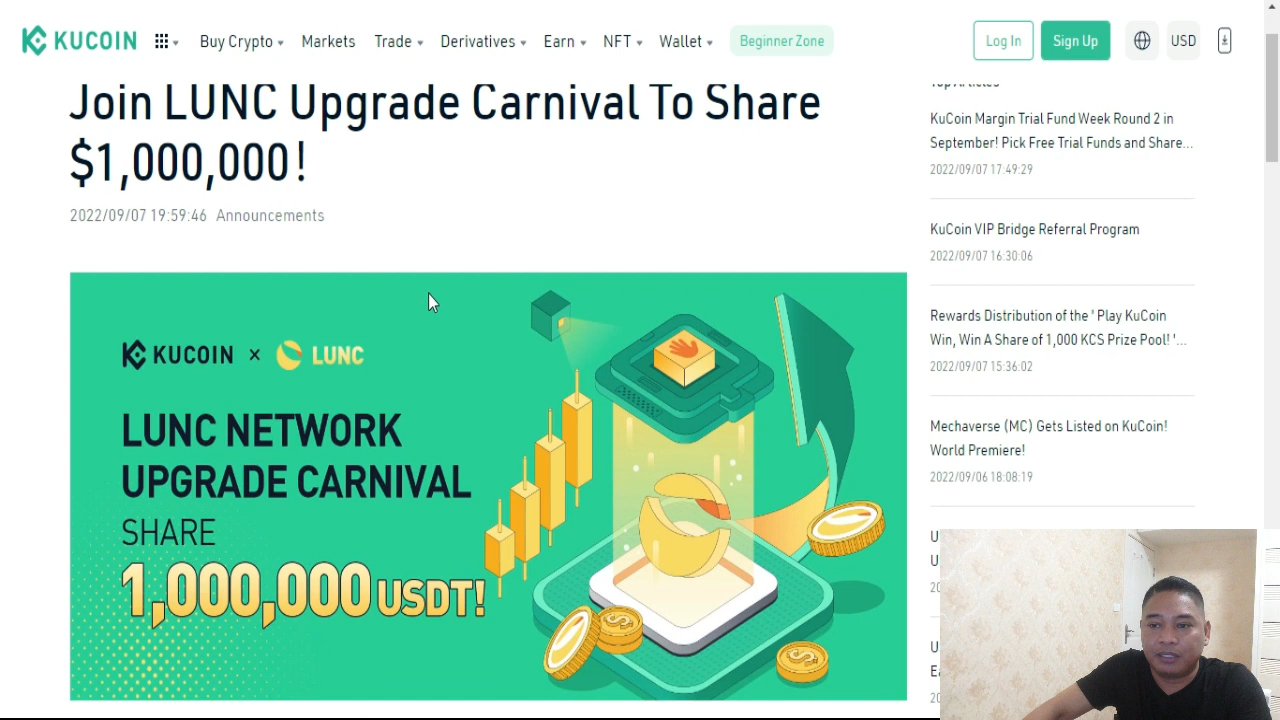 KUCOIN
Buy Crypto
Markets
Trade
Derivatives
Earn
NFT
Wallet
Beginner Zone
Log In
Sign Up
USD
Join LUNC Upgrade Carnival To Share
$1,000,000!
2022/09/07 19:59:46 Announcements
KUCOIN × LUNC
LUNC NETWORK
UPGRADE CARNIVAL
SHARE
1,000,000 USDT!
Top Articles
KuCoin Margin Trial Fund Week Round 2 in
September! Pick Free Trial Funds and Share...
2022/09/07 17:49:29
KuCoin VIP Bridge Referral Program
2022/09/07 16:30:06
Rewards Distribution of the ' Play KuCoin
Win, Win A Share of 1,000 KCS Prize Pool! '...
2022/09/07 15:36:02
Mechaverse (MC) Gets Listed on KuCoin!
World Premiere!
2022/09/06 18:08:19